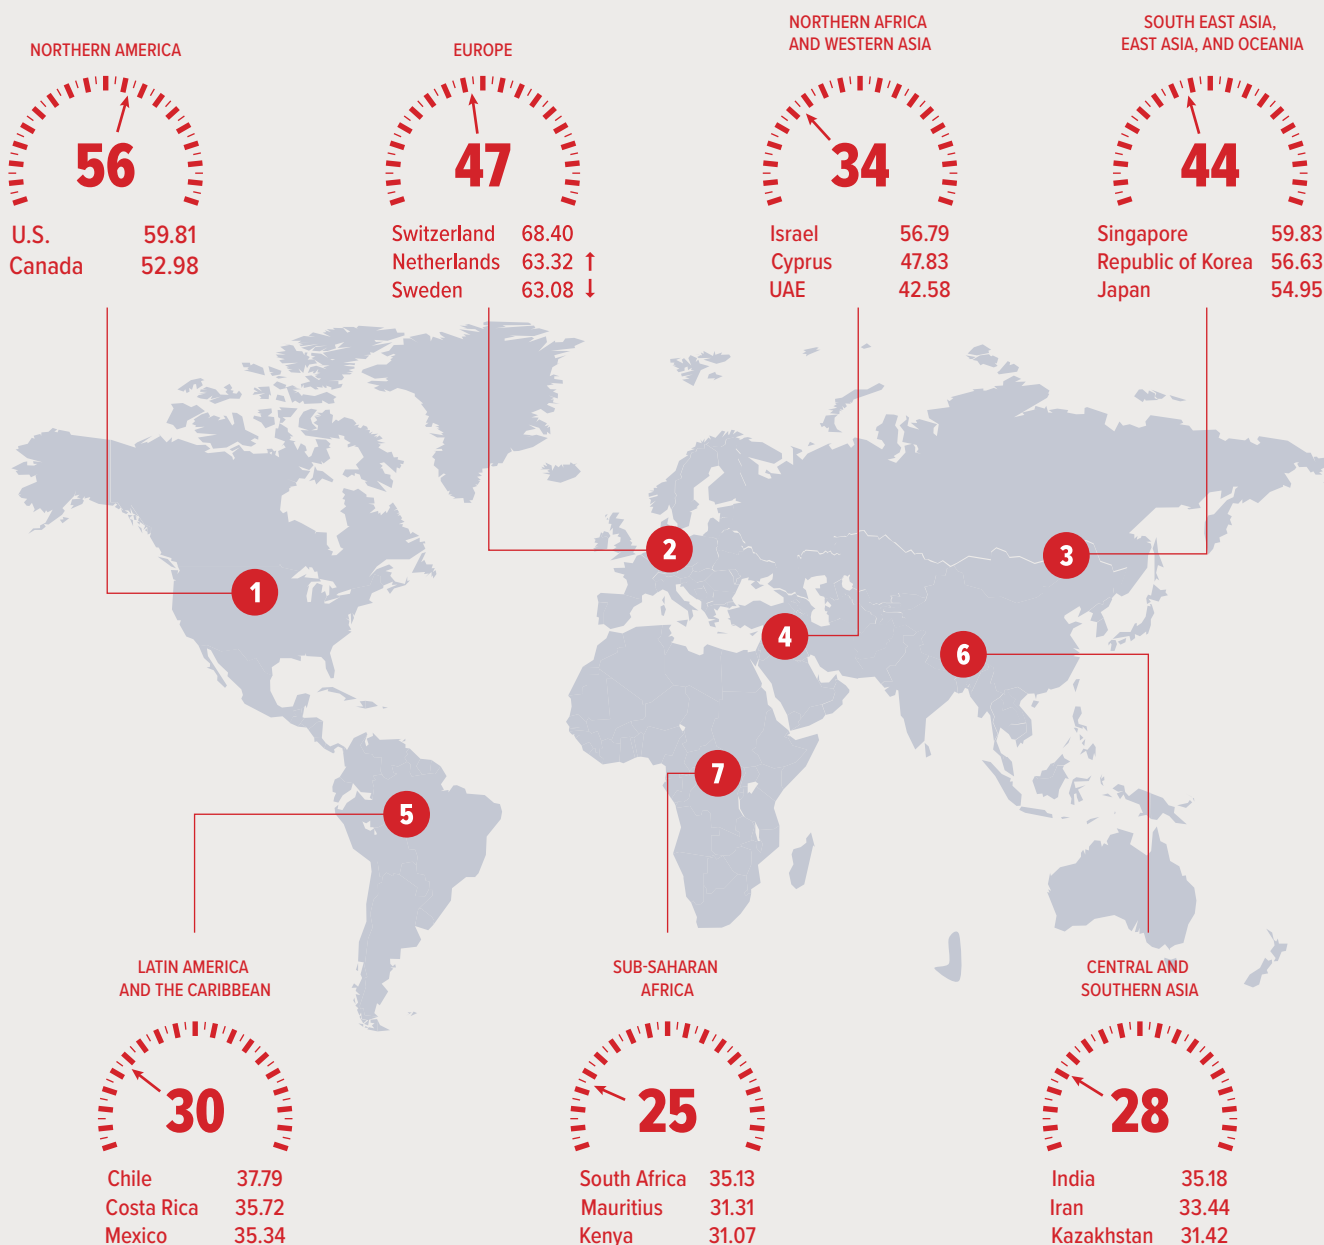 NORTHERN AMERICA
56
U.S. 59.81
Canada 52.98
EUROPE
47
Switzerland 68.40
Netherlands 63.32 ↑
Sweden 63.08 ↓
NORTHERN AFRICA
AND WESTERN ASIA
34
Israel 56.79
Cyprus 47.83
UAE 42.58
SOUTH EAST ASIA,
EAST ASIA, AND OCEANIA
44
Singapore 59.83
Republic of Korea 56.63
Japan 54.95
1
2
3
4
5
6
7
LATIN AMERICA
AND THE CARIBBEAN
30
Chile 37.79
Costa Rica 35.72
Mexico 35.34
SUB-SAHARAN
AFRICA
25
South Africa 35.13
Mauritius 31.31
Kenya 31.07
CENTRAL AND
SOUTHERN ASIA
28
India 35.18
Iran 33.44
Kazakhstan 31.42